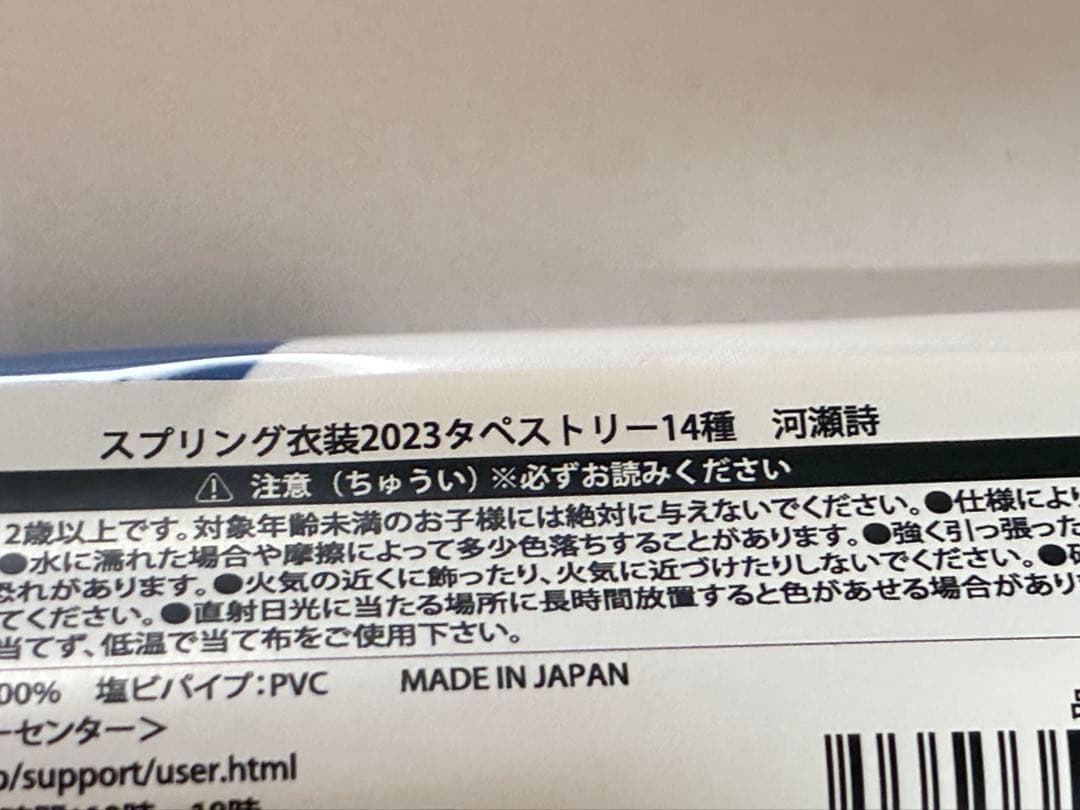 スプリング衣装2023タペストリー14種　河瀬詩
⚠ 注意（ちゅうい）※必ずお読みください
2歳以上です。対象年齢未満のお子様には絶対に与えないでください。●仕様により
●水に濡れた場合や摩擦によって多少色落ちすることがあります。●強く引っ張った
恐れがあります。●火気の近くに飾ったり、火気に近づけたりしないでください。●
てください。●直射日光に当たる場所に長時間放置すると色があせる場合があり
当てず、低温で当て布をご使用下さい。
00%　塩ビパイプ：PVC　MADE IN JAPAN
ーセンター＞
/support/user.html